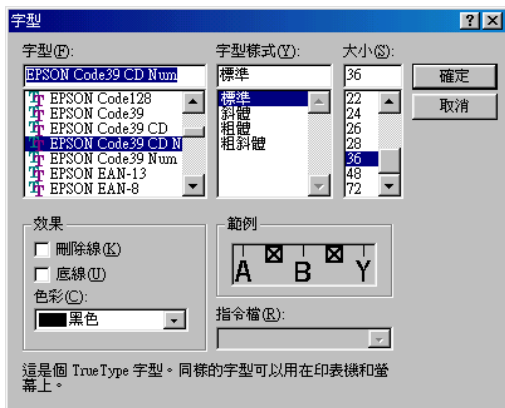 字型
字型(F):
字型樣式(Y):
大小(S):
EPSON Code39 CD Num
標準
36
確定
取消
EPSON Code128
EPSON Code39
EPSON Code39 CD
EPSON Code39 CD N
EPSON Code39 Num
EPSON EAN-13
EPSON EAN-8
標準
斜體
粗體
粗斜體
22
24
26
28
36
48
72
效果
刪除線(K)
底線(U)
色彩(C):
黑色
範例
A B Y
指令檔(R):
這是個 TrueType 字型。同樣的字型可以用在印表機和螢
幕上。